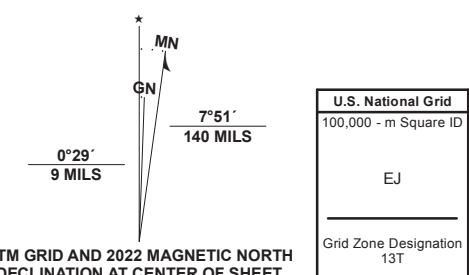 ★
MN
GN
7°51´
140 MILS
0°29´
9 MILS
TM GRID AND 2022 MAGNETIC NORTH
DECLINATION AT CENTER OF SHEET
U.S. National Grid
100,000 - m Square ID
EJ
Grid Zone Designation
13T